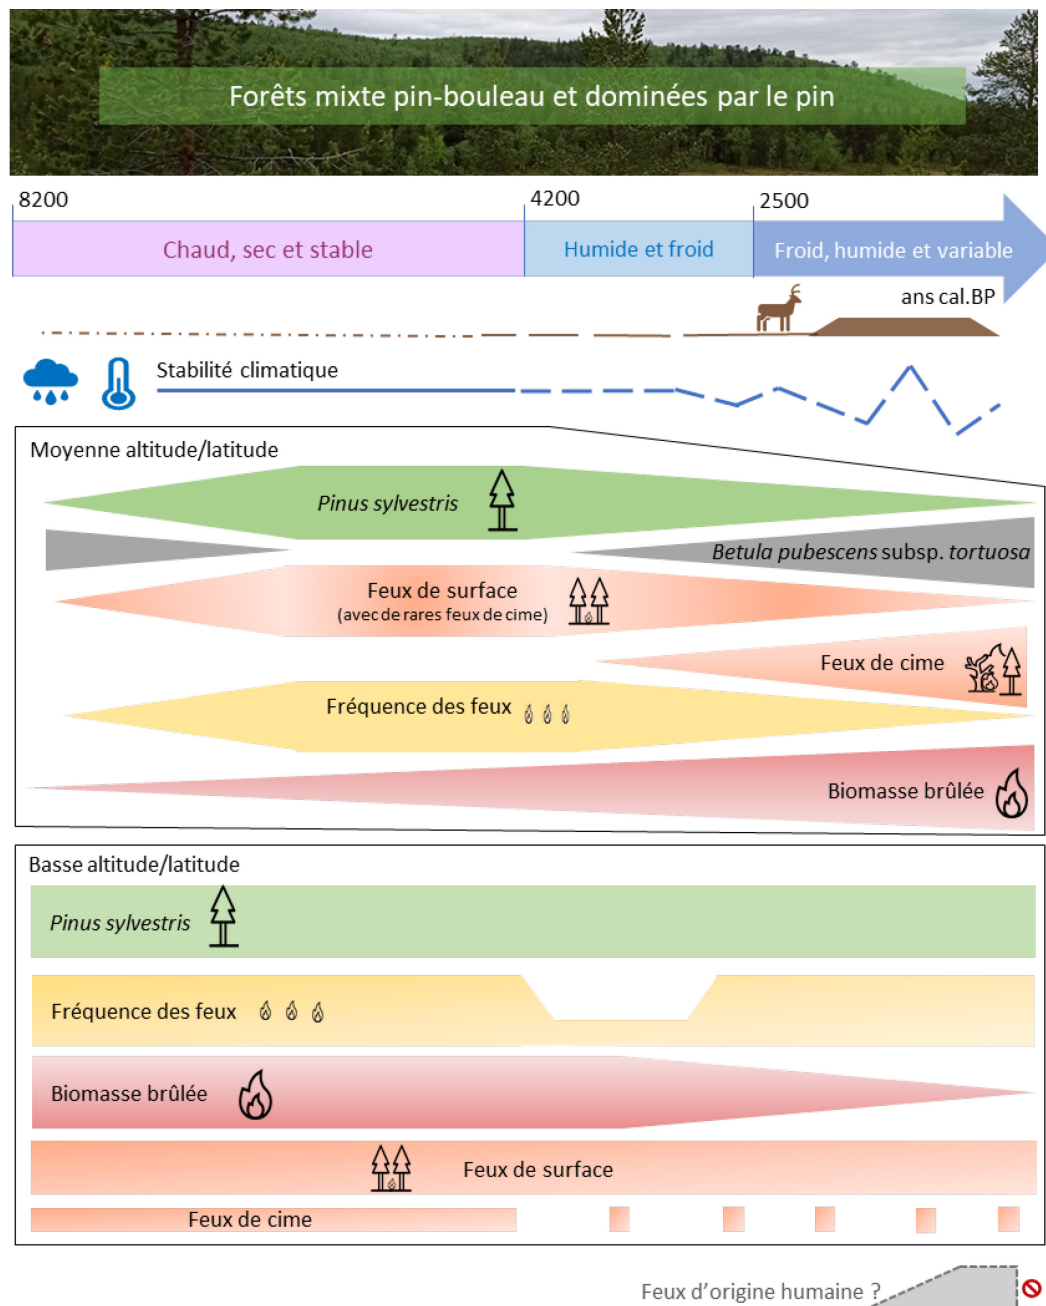 Forêts mixte pin-bouleau et dominées par le pin
8200
4200
2500
Chaud, sec et stable
Humide et froid
Froid, humide et variable
ans cal.BP
Stabilité climatique
Moyenne altitude/latitude
Pinus sylvestris
Betula pubescens subsp. tortuosa
Feux de surface
(avec de rares feux de cime)
Feux de cime
Fréquence des feux
Biomasse brûlée
Basse altitude/latitude
Pinus sylvestris
Fréquence des feux
Biomasse brûlée
Feux de surface
Feux de cime
Feux d'origine humaine ?